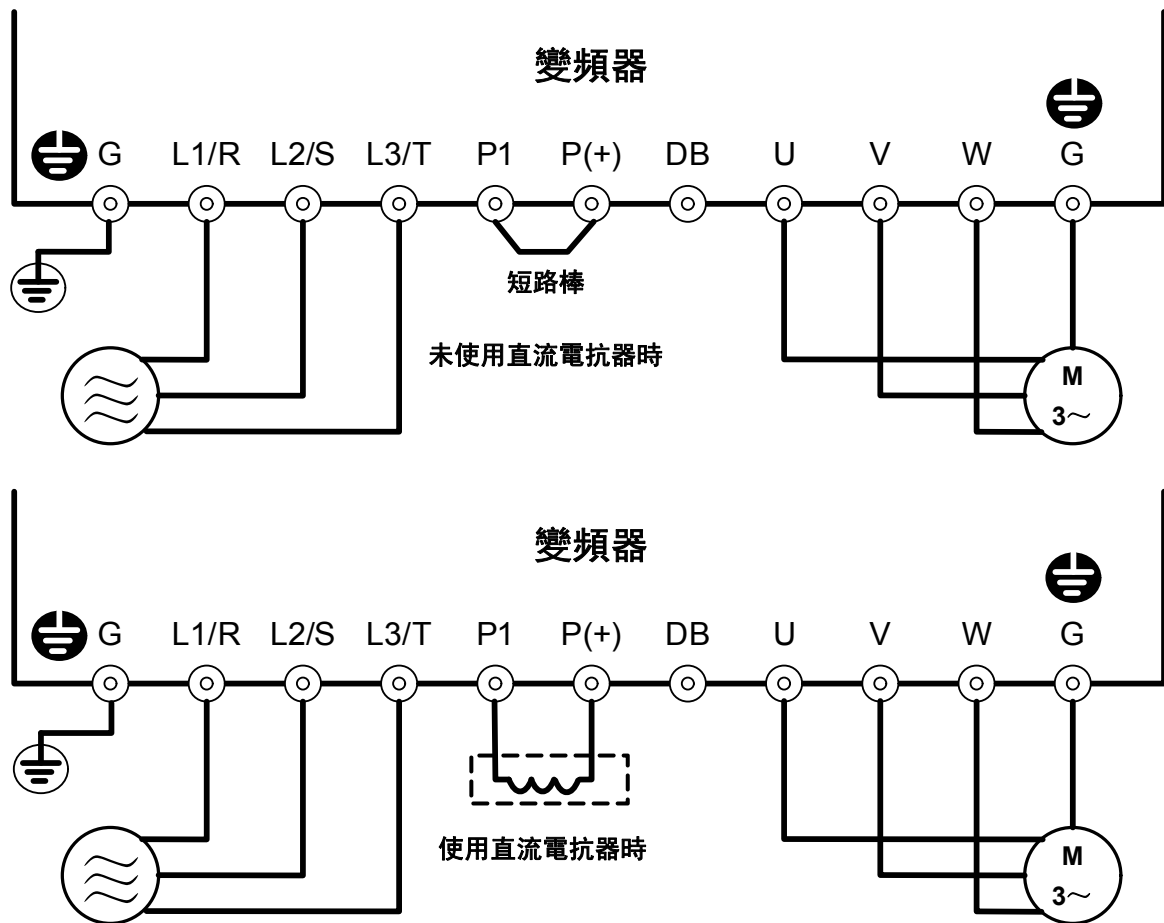 變頻器
G L1/R L2/S L3/T P1 P(+) DB U V W G
短路棒
未使用直流電抗器時
M
3～
變頻器
G L1/R L2/S L3/T P1 P(+) DB U V W G
使用直流電抗器時
M
3～